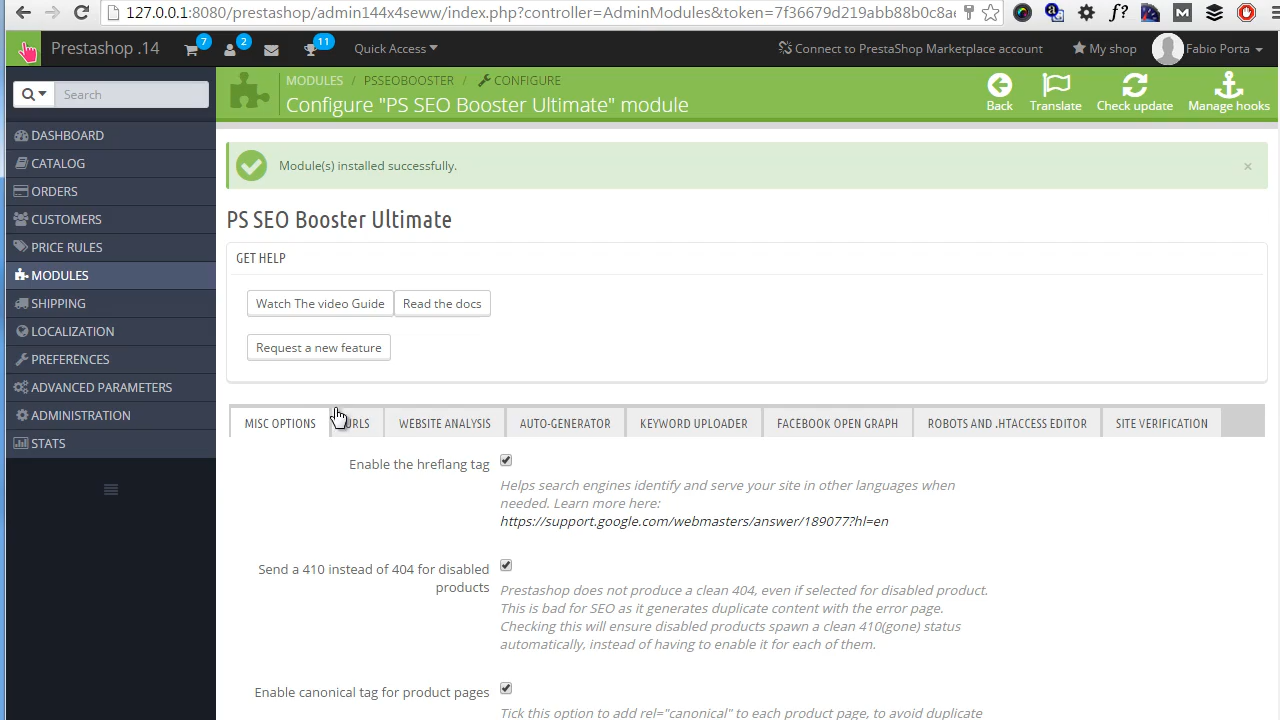 127.0.0.1:8080/prestashop/admin144x4seww/index.php?controller=AdminModules&token=7f36679d219abb88b0c8a
Prestashop .14
7
2
11
Quick Access
Connect to PrestaShop Marketplace account
My shop
Fabio Porta
Search
MODULES / PSSEOBOOSTER / CONFIGURE
Configure "PS SEO Booster Ultimate" module
Back
Translate
Check update
Manage hooks
DASHBOARD
CATALOG
ORDERS
CUSTOMERS
PRICE RULES
MODULES
SHIPPING
LOCALIZATION
PREFERENCES
ADVANCED PARAMETERS
ADMINISTRATION
STATS
Module(s) installed successfully.
×
PS SEO Booster Ultimate
GET HELP
Watch The video Guide
Read the docs
Request a new feature
MISC OPTIONS
URLS
WEBSITE ANALYSIS
AUTO-GENERATOR
KEYWORD UPLOADER
FACEBOOK OPEN GRAPH
ROBOTS AND .HTACCESS EDITOR
SITE VERIFICATION
Enable the hreflang tag
Helps search engines identify and serve your site in other languages when
needed. Learn more here:
https://support.google.com/webmasters/answer/189077?hl=en
Send a 410 instead of 404 for disabled
products
Prestashop does not produce a clean 404, even if selected for disabled product.
This is bad for SEO as it generates duplicate content with the error page.
Checking this will ensure disabled products spawn a clean 410(gone) status
automatically, instead of having to enable it for each of them.
Enable canonical tag for product pages
Tick this option to add rel="canonical" to each product page, to avoid duplicate